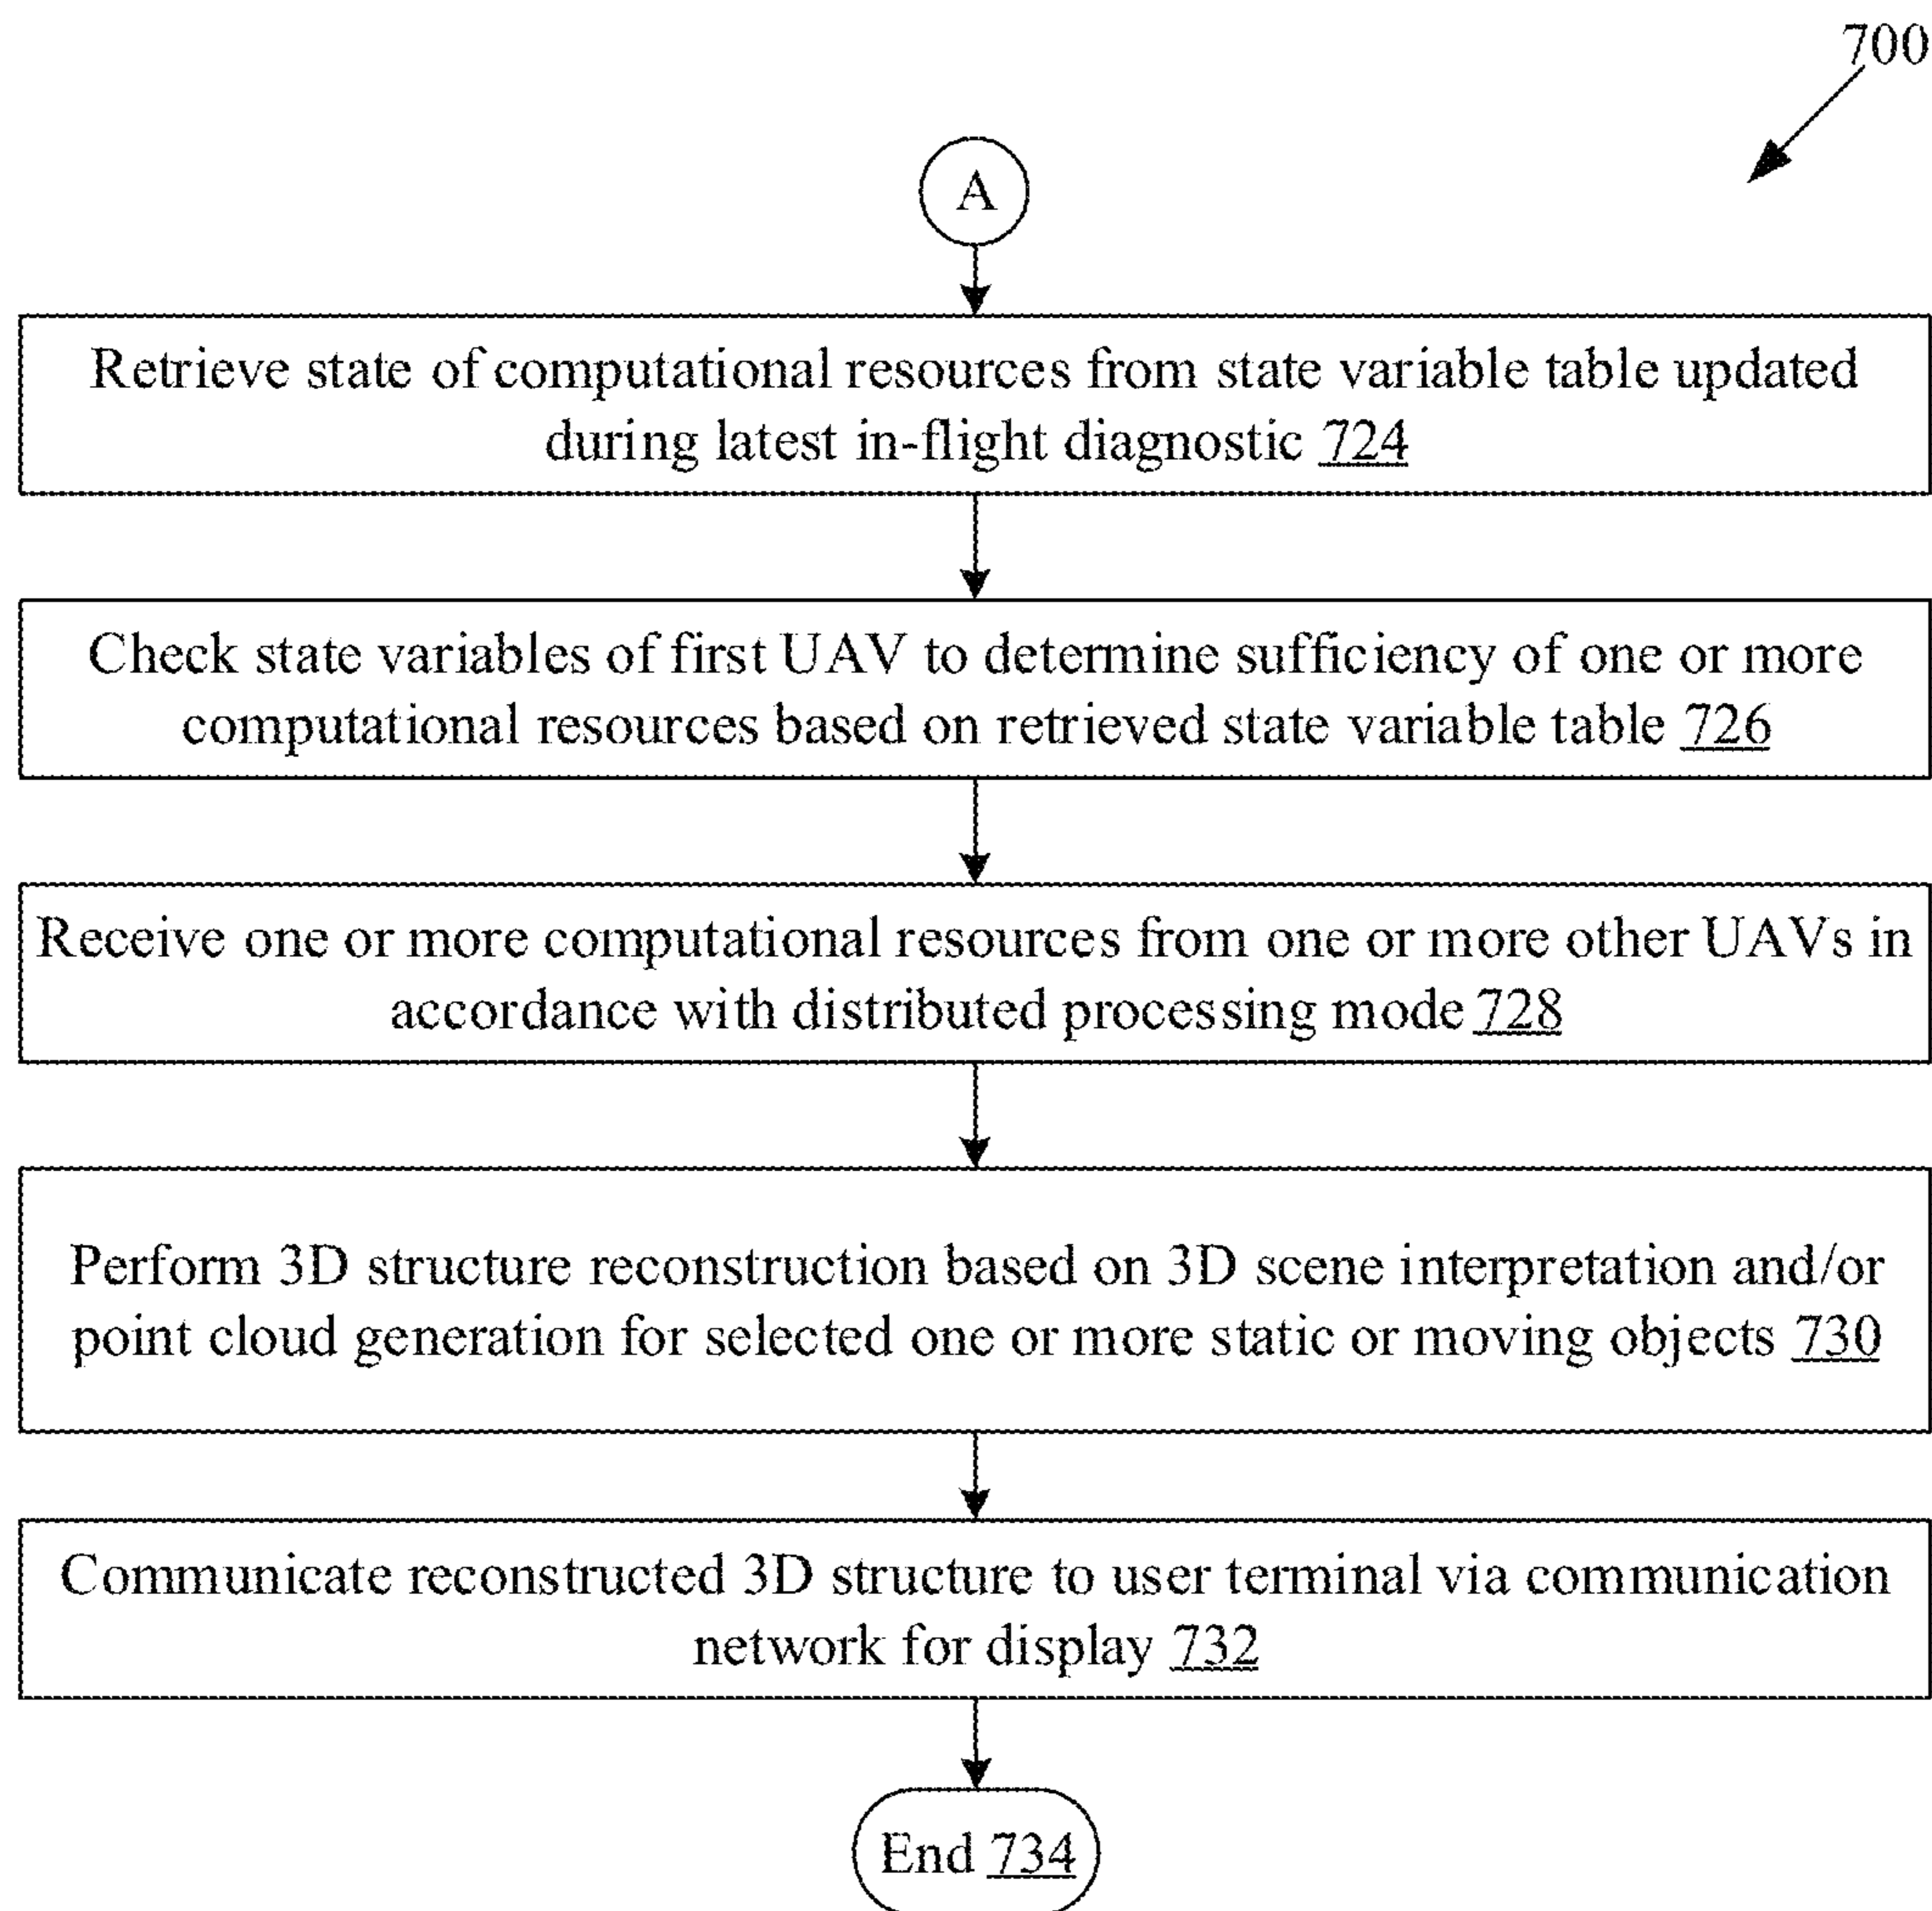 700
A
Retrieve state of computational resources from state variable table updated
during latest in-flight diagnostic 724
Check state variables of first UAV to determine sufficiency of one or more
computational resources based on retrieved state variable table 726
Receive one or more computational resources from one or more other UAVs in
accordance with distributed processing mode 728
Perform 3D structure reconstruction based on 3D scene interpretation and/or
point cloud generation for selected one or more static or moving objects 730
Communicate reconstructed 3D structure to user terminal via communication
network for display 732
End 734